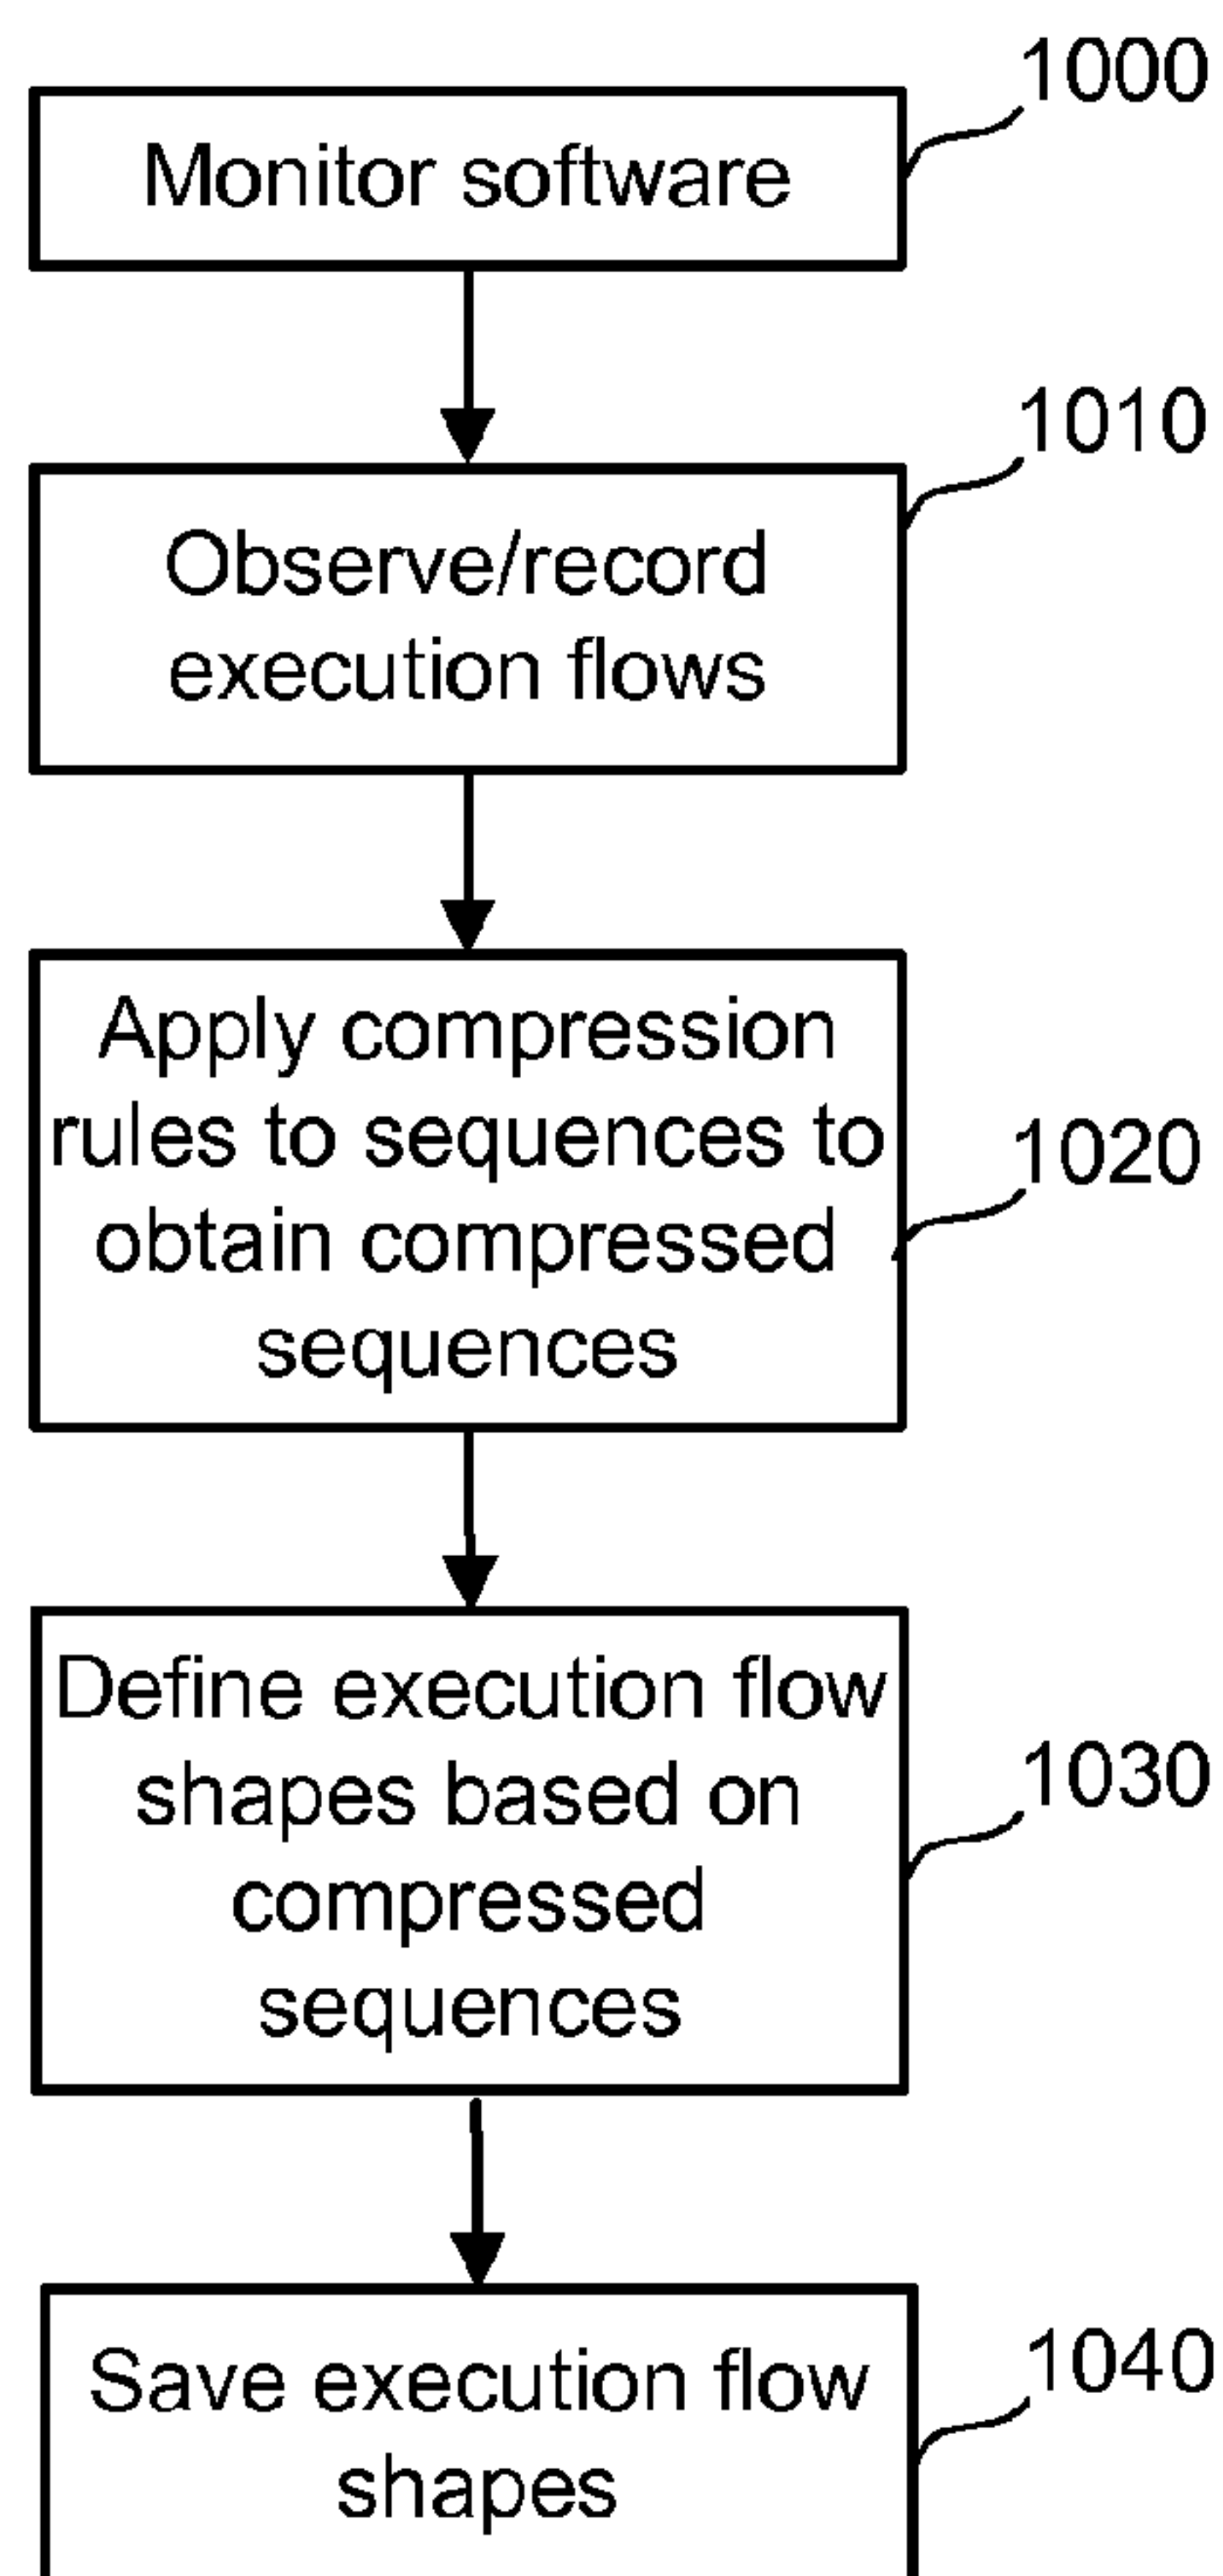 1000
Monitor software
1010
Observe/record
execution flows
Apply compression
rules to sequences to
1020
obtain compressed
sequences
Define execution flow
shapes based on
1030
compressed
sequences
1040
Save execution flow
shapes